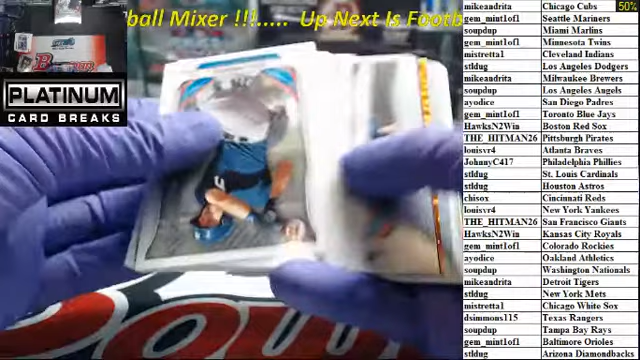 ball Mixer !!!..... Up Next Is Footb
PLATINUM
CARD BREAKS
mikeandrita Chicago Cubs 50%
gem_mint1of1 Seattle Mariners
soupdup Miami Marlins
gem_mint1of1 Minnesota Twins
mistretta1 Cleveland Indians
stldug Los Angeles Dodgers
mikeandrita Milwaukee Brewers
soupdup Los Angels Angels
ayodice San Diego Padres
gem_mint1of1 Toronto Blue Jays
HawksN2Win Boston Red Sox
THE_HITMAN26 Pittsburgh Pirates
louisvr4 Atlanta Braves
JohnnyC417 Philadelphia Phillies
stldug St. Louis Cardinals
stldug Houston Astros
chisox Cincinnati Reds
louisvr4 New York Yankees
THE_HITMAN26 San Francisco Giants
HawksN2Win Kansas City Royals
gem_mint1of1 Colorado Rockies
ayodice Oakland Athletics
soupdup Washington Nationals
mikeandrita Detroit Tigers
stldug New York Mets
mistretta1 Chicago White Sox
dsimmons115 Texas Rangers
soupdup Tampa Bay Rays
gem_mint1of1 Baltimore Orioles
stldug Arizona Diamondbacks